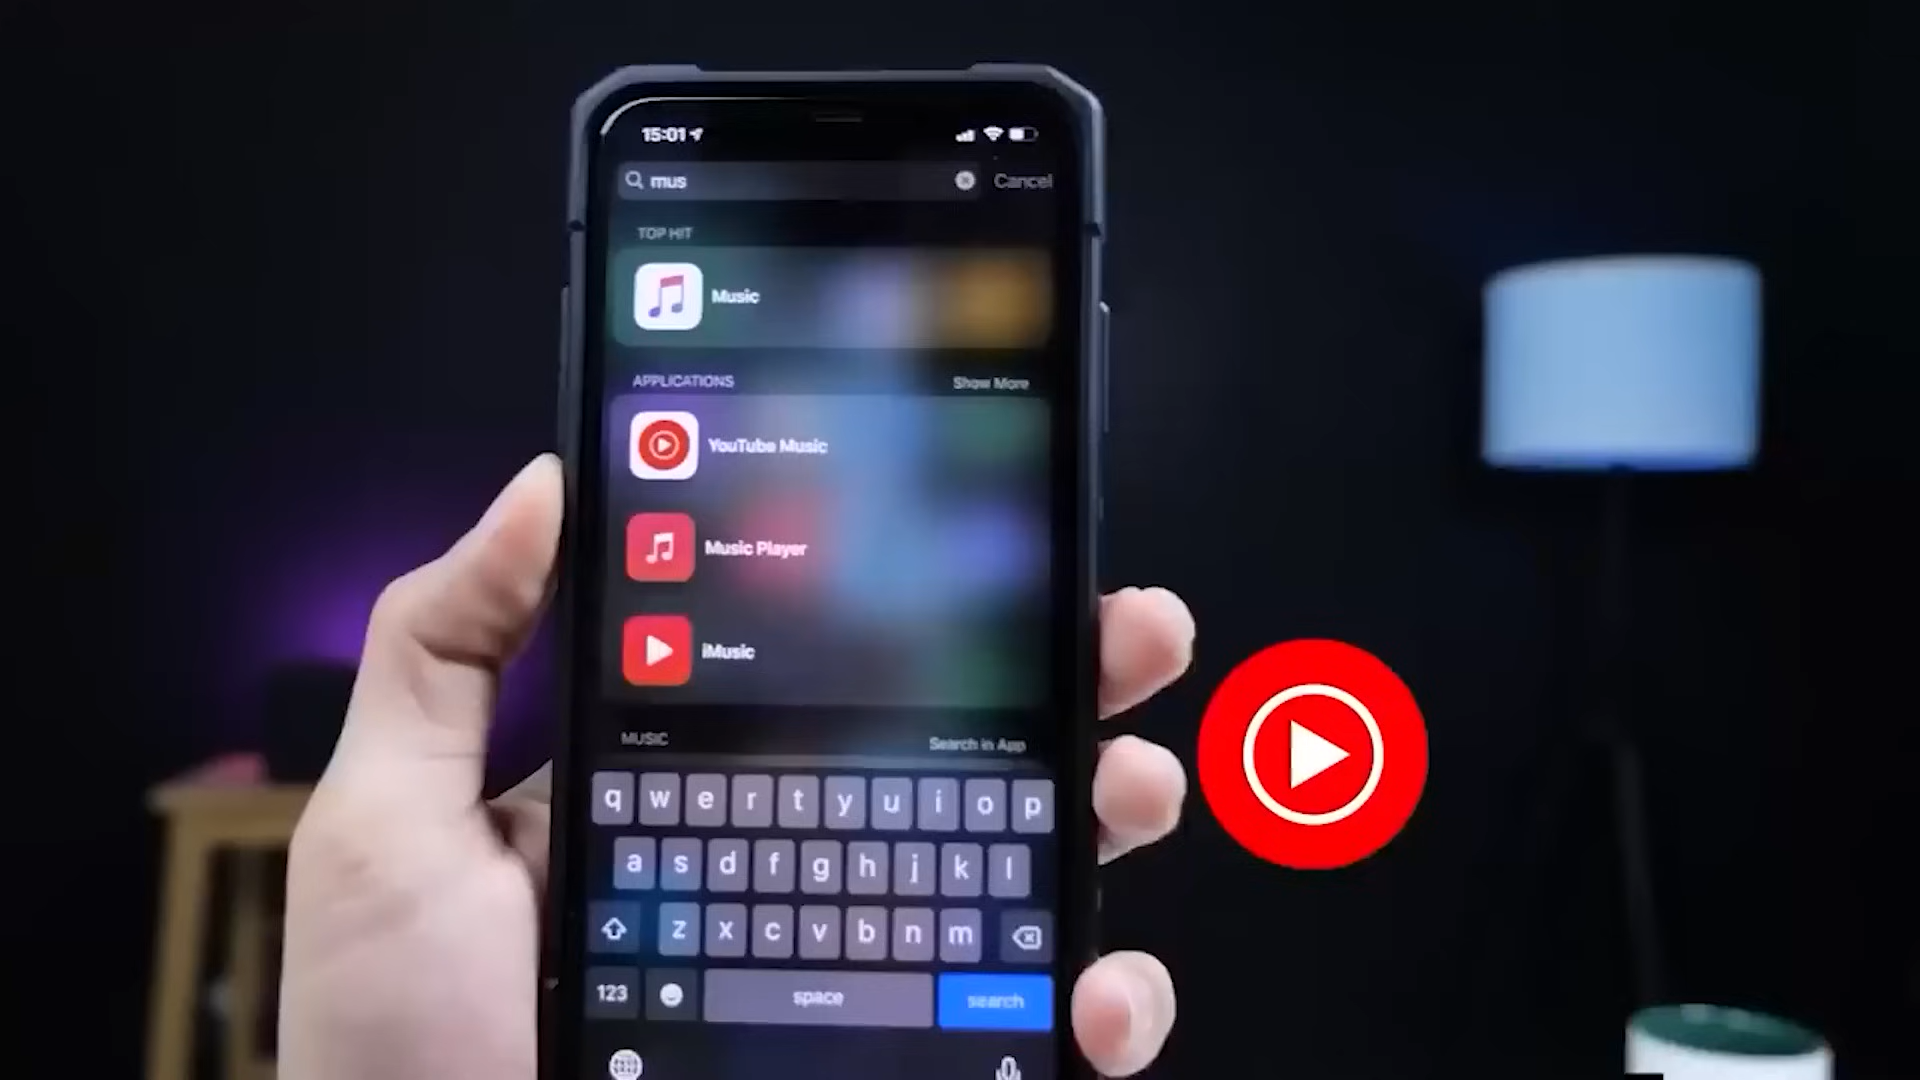 15:01
mus
Cancel
TOP HIT
Music
APPLICATIONS
Show More
YouTube Music
Music Player
iMusic
MUSIC
Search in App
q w e r t y u i o p
a s d f g h j k l
z x c v b n m
123
space
search